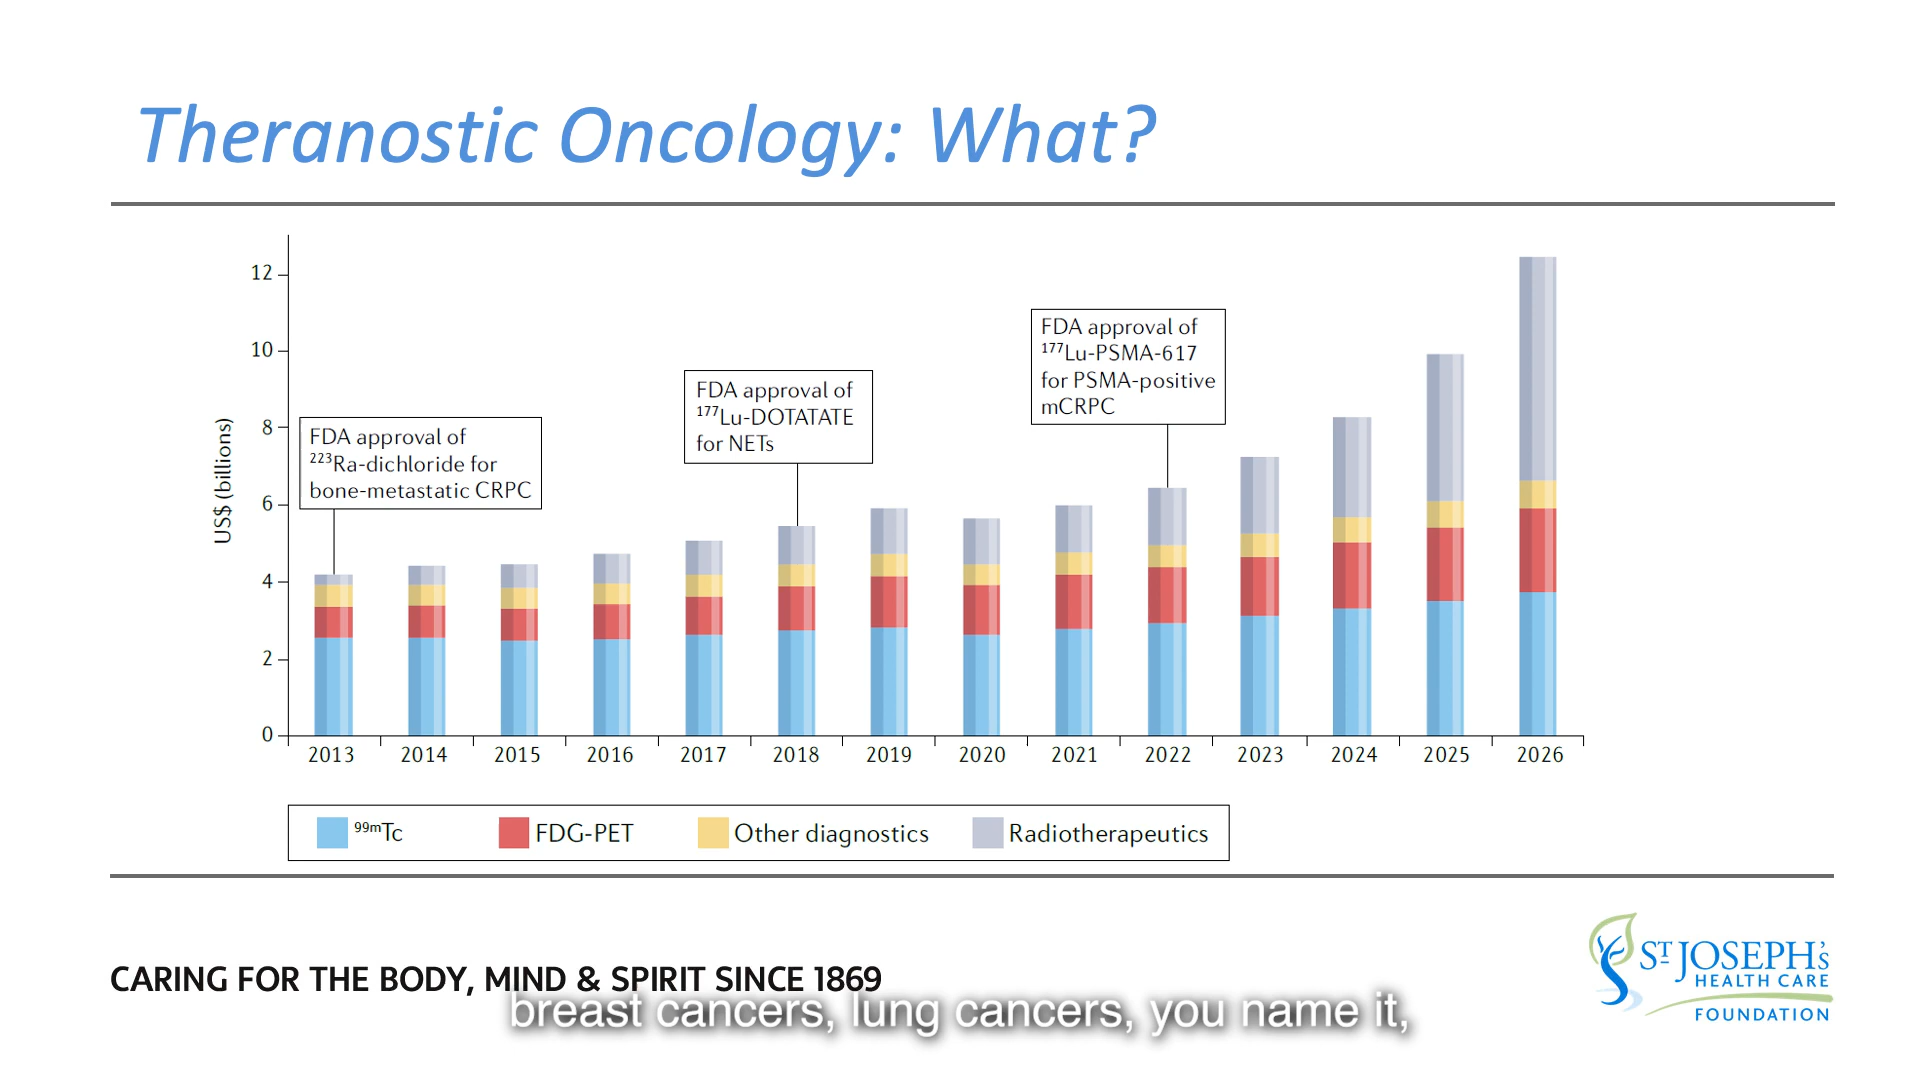 Theranostic Oncology: What?
US$ (billions)
12
10
8
6
4
2
0
FDA approval of
²²³Ra-dichloride for
bone-metastatic CRPC
FDA approval of
¹⁷⁷Lu-DOTATATE
for NETs
FDA approval of
¹⁷⁷Lu-PSMA-617
for PSMA-positive
mCRPC
2013 2014 2015 2016 2017 2018 2019 2020 2021 2022 2023 2024 2025 2026
⁹⁹ᵐTc FDG-PET Other diagnostics Radiotherapeutics
CARING FOR THE BODY, MIND & SPIRIT SINCE 1869
breast cancers, lung cancers, you name it,
ST JOSEPH'S
HEALTH CARE
FOUNDATION